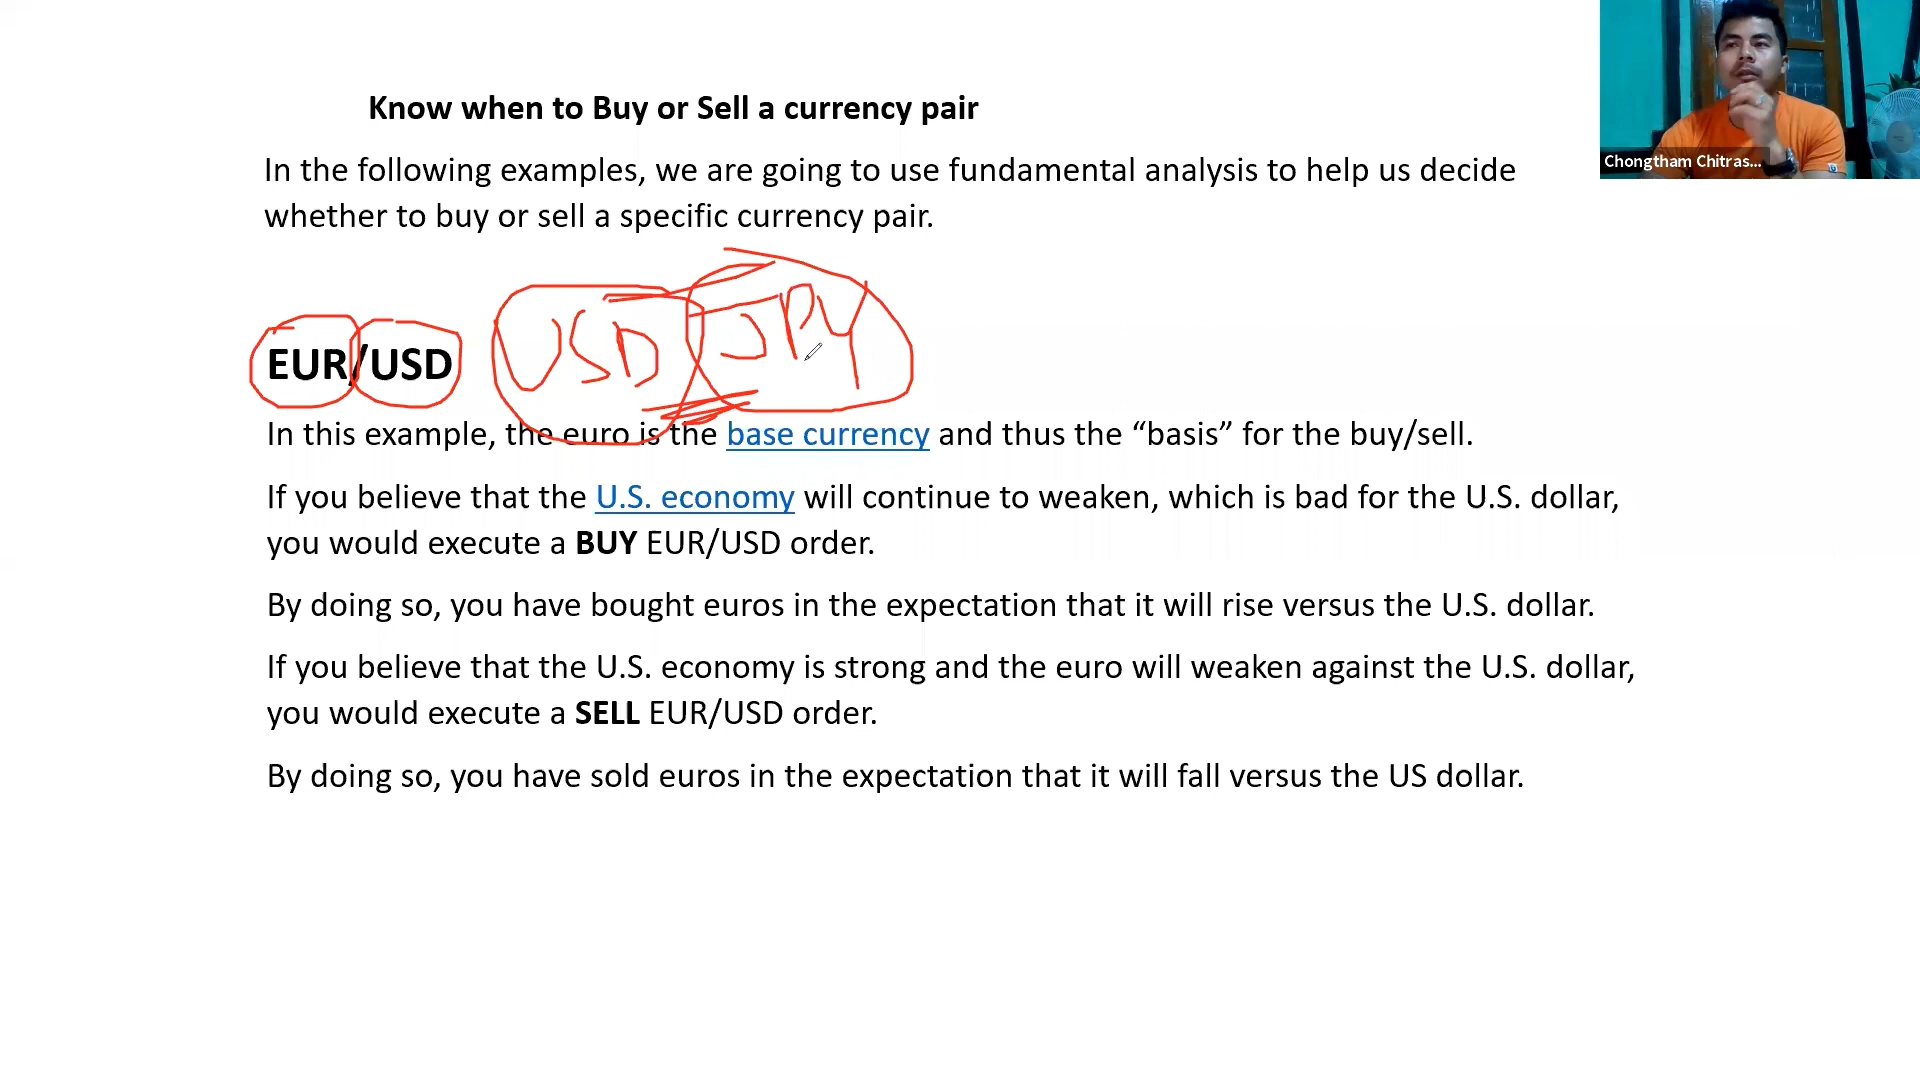 Know when to Buy or Sell a currency pair
Chongtham Chitras...
In the following examples, we are going to use fundamental analysis to help us decide
whether to buy or sell a specific currency pair.
EUR/USD USD JPY
In this example, the euro is the base currency and thus the “basis” for the buy/sell.
If you believe that the U.S. economy will continue to weaken, which is bad for the U.S. dollar,
you would execute a BUY EUR/USD order.
By doing so, you have bought euros in the expectation that it will rise versus the U.S. dollar.
If you believe that the U.S. economy is strong and the euro will weaken against the U.S. dollar,
you would execute a SELL EUR/USD order.
By doing so, you have sold euros in the expectation that it will fall versus the US dollar.